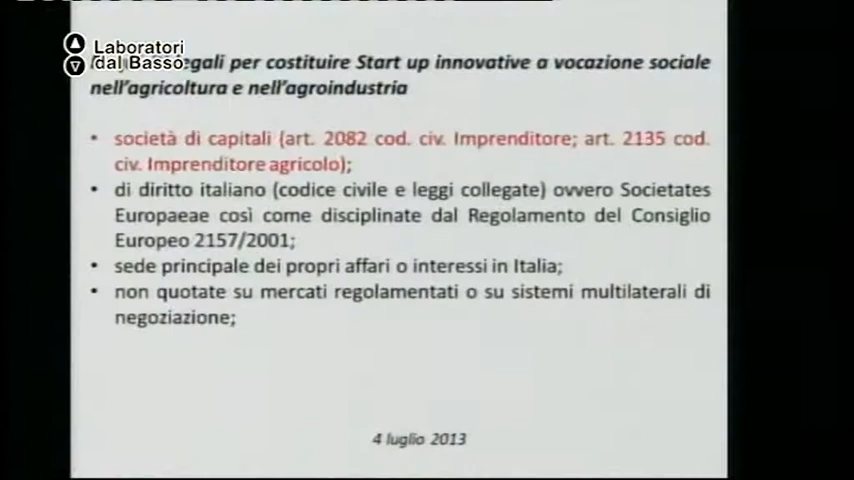 Laboratori
dal Basso
egali per costituire Start up innovative a vocazione sociale
nell'agricoltura e nell'agroindustria
• società di capitali (art. 2082 cod. civ. Imprenditore; art. 2135 cod.
civ. Imprenditore agricolo);
• di diritto italiano (codice civile e leggi collegate) ovvero Societates
Europaeae così come disciplinate dal Regolamento del Consiglio
Europeo 2157/2001;
• sede principale dei propri affari o interessi in Italia;
• non quotate su mercati regolamentati o su sistemi multilaterali di
negoziazione;
4 luglio 2013